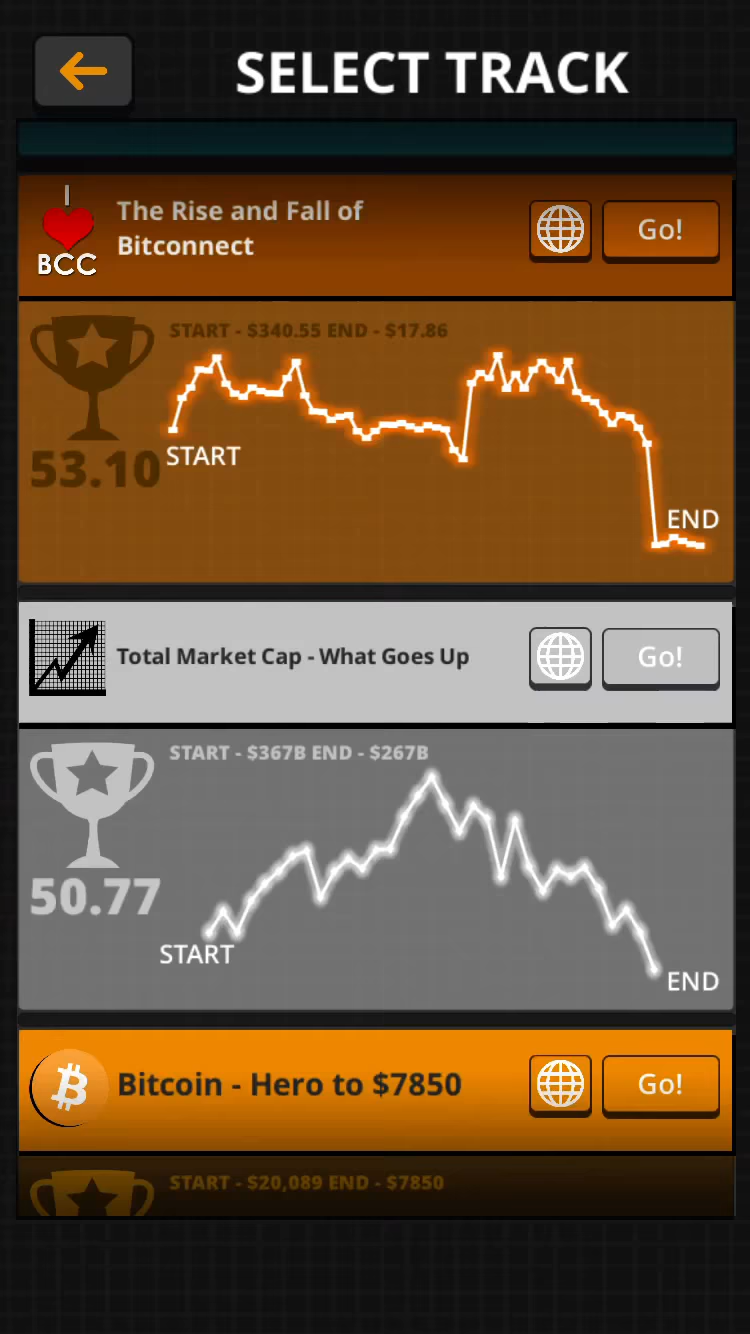 SELECT TRACK
The Rise and Fall of
Bitconnect
BCC
Go!
START - $340.55 END - $17.86
53.10
START
END
Total Market Cap - What Goes Up
Go!
START - $367B END - $267B
50.77
START
END
Bitcoin - Hero to $7850
Go!
START - $20,089 END - $7850